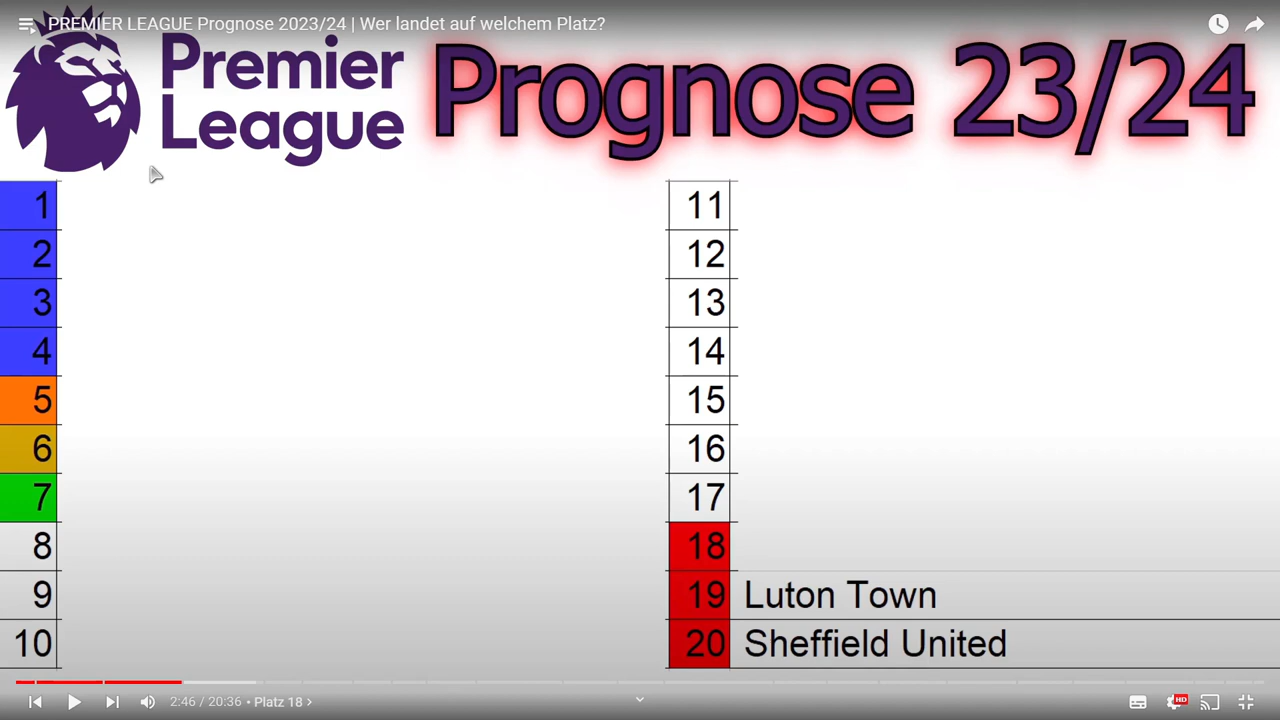 PREMIER LEAGUE Prognose 2023/24 | Wer landet auf welchem Platz?
Premier
League
Prognose 23/24
1
2
3
4
5
6
7
8
9
10
11
12
13
14
15
16
17
18
19 Luton Town
20 Sheffield United
2:46 / 20:36 • Platz 18
HD